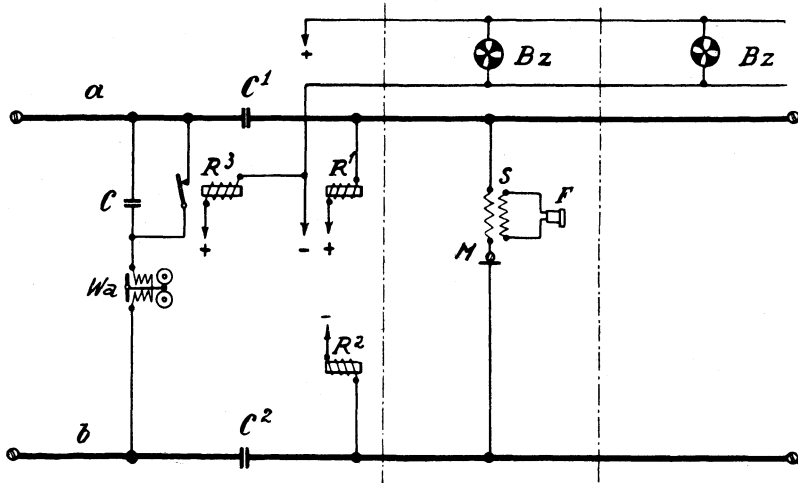 Bz
Bz
+
a
C¹
R³
R¹
S
F
C
+
-
+
M
Wa
-
R²
b
C²